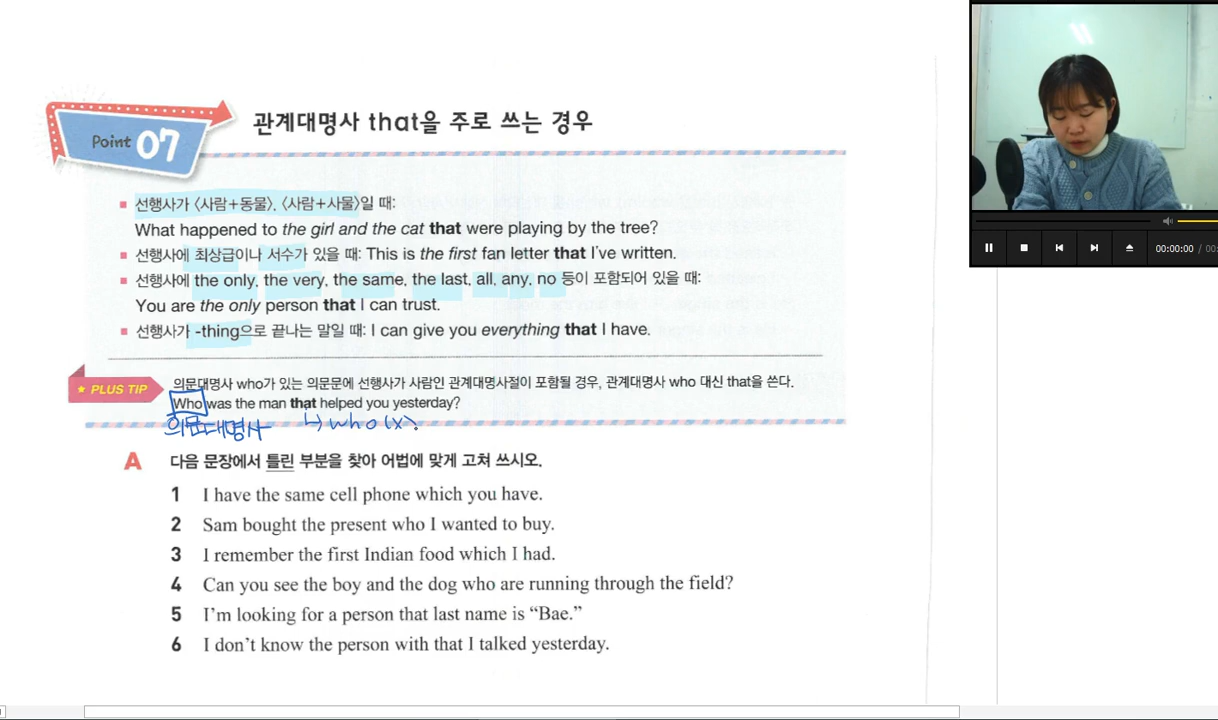 Point 07
관계대명사 that을 주로 쓰는 경우
선행사가 〈사람+동물〉, 〈사람+사물〉일 때:
What happened to the girl and the cat that were playing by the tree?
선행사에 최상급이나 서수가 있을 때: This is the first fan letter that I've written.
선행사에 the only, the very, the same, the last, all, any, no 등이 포함되어 있을 때:
You are the only person that I can trust.
선행사가 -thing으로 끝나는 말일 때: I can give you everything that I have.
★ PLUS TIP
의문대명사 who가 있는 의문문에 선행사가 사람인 관계대명사절이 포함될 경우, 관계대명사 who 대신 that을 쓴다.
Who was the man that helped you yesterday?
의문대명사 ↳ who (x)
A 다음 문장에서 틀린 부분을 찾아 어법에 맞게 고쳐 쓰시오.
1 I have the same cell phone which you have.
2 Sam bought the present who I wanted to buy.
3 I remember the first Indian food which I had.
4 Can you see the boy and the dog who are running through the field?
5 I'm looking for a person that last name is “Bae.”
6 I don't know the person with that I talked yesterday.
00:00:00 / 00: